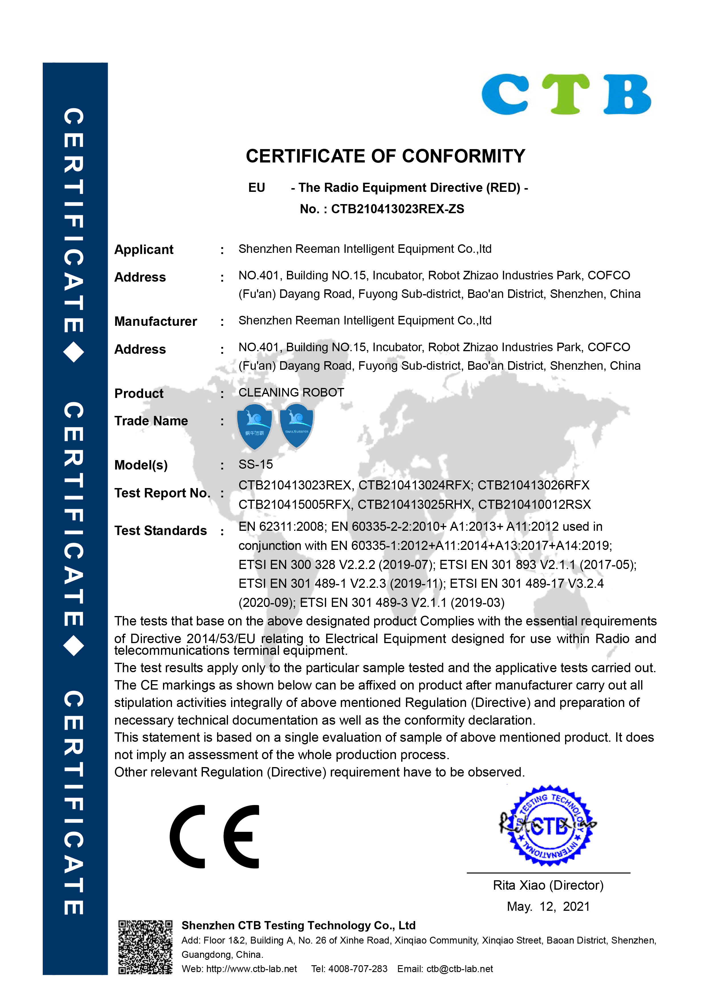 CERTIFICATE◆ CERTIFICATE◆ CERTIFICATE
CTB
CERTIFICATE OF CONFORMITY
EU - The Radio Equipment Directive (RED) -
No. : CTB210413023REX-ZS
Applicant : Shenzhen Reeman Intelligent Equipment Co.,ltd
Address : NO.401, Building NO.15, Incubator, Robot Zhizao Industries Park, COFCO
(Fu'an) Dayang Road, Fuyong Sub-district, Bao'an District, Shenzhen, China
Manufacturer : Shenzhen Reeman Intelligent Equipment Co.,ltd
Address : NO.401, Building NO.15, Incubator, Robot Zhizao Industries Park, COFCO
(Fu'an) Dayang Road, Fuyong Sub-district, Bao'an District, Shenzhen, China
Product : CLEANING ROBOT
Trade Name :
蜗牛洁霸
SNAIL'SWEEPER
Model(s) : SS-15
Test Report No. : CTB210413023REX, CTB210413024RFX; CTB210413026RFX
CTB210415005RFX, CTB210413025RHX, CTB210410012RSX
Test Standards : EN 62311:2008; EN 60335-2-2:2010+ A1:2013+ A11:2012 used in
conjunction with EN 60335-1:2012+A11:2014+A13:2017+A14:2019;
ETSI EN 300 328 V2.2.2 (2019-07); ETSI EN 301 893 V2.1.1 (2017-05);
ETSI EN 301 489-1 V2.2.3 (2019-11); ETSI EN 301 489-17 V3.2.4
(2020-09); ETSI EN 301 489-3 V2.1.1 (2019-03)
The tests that base on the above designated product Complies with the essential requirements
of Directive 2014/53/EU relating to Electrical Equipment designed for use within Radio and
telecommunications terminal equipment.
The test results apply only to the particular sample tested and the applicative tests carried out.
The CE markings as shown below can be affixed on product after manufacturer carry out all
stipulation activities integrally of above mentioned Regulation (Directive) and preparation of
necessary technical documentation as well as the conformity declaration.
This statement is based on a single evaluation of sample of above mentioned product. It does
not imply an assessment of the whole production process.
Other relevant Regulation (Directive) requirement have to be observed.
CE
CTB TESTING TECHNOLOGY
★ INTERNATIONAL ★
CTB
Rita Xiao
Rita Xiao (Director)
May. 12, 2021
Shenzhen CTB Testing Technology Co., Ltd
Add: Floor 1&2, Building A, No. 26 of Xinhe Road, Xinqiao Community, Xinqiao Street, Baoan District, Shenzhen,
Guangdong, China.
Web: http://www.ctb-lab.net Tel: 4008-707-283 Email: ctb@ctb-lab.net